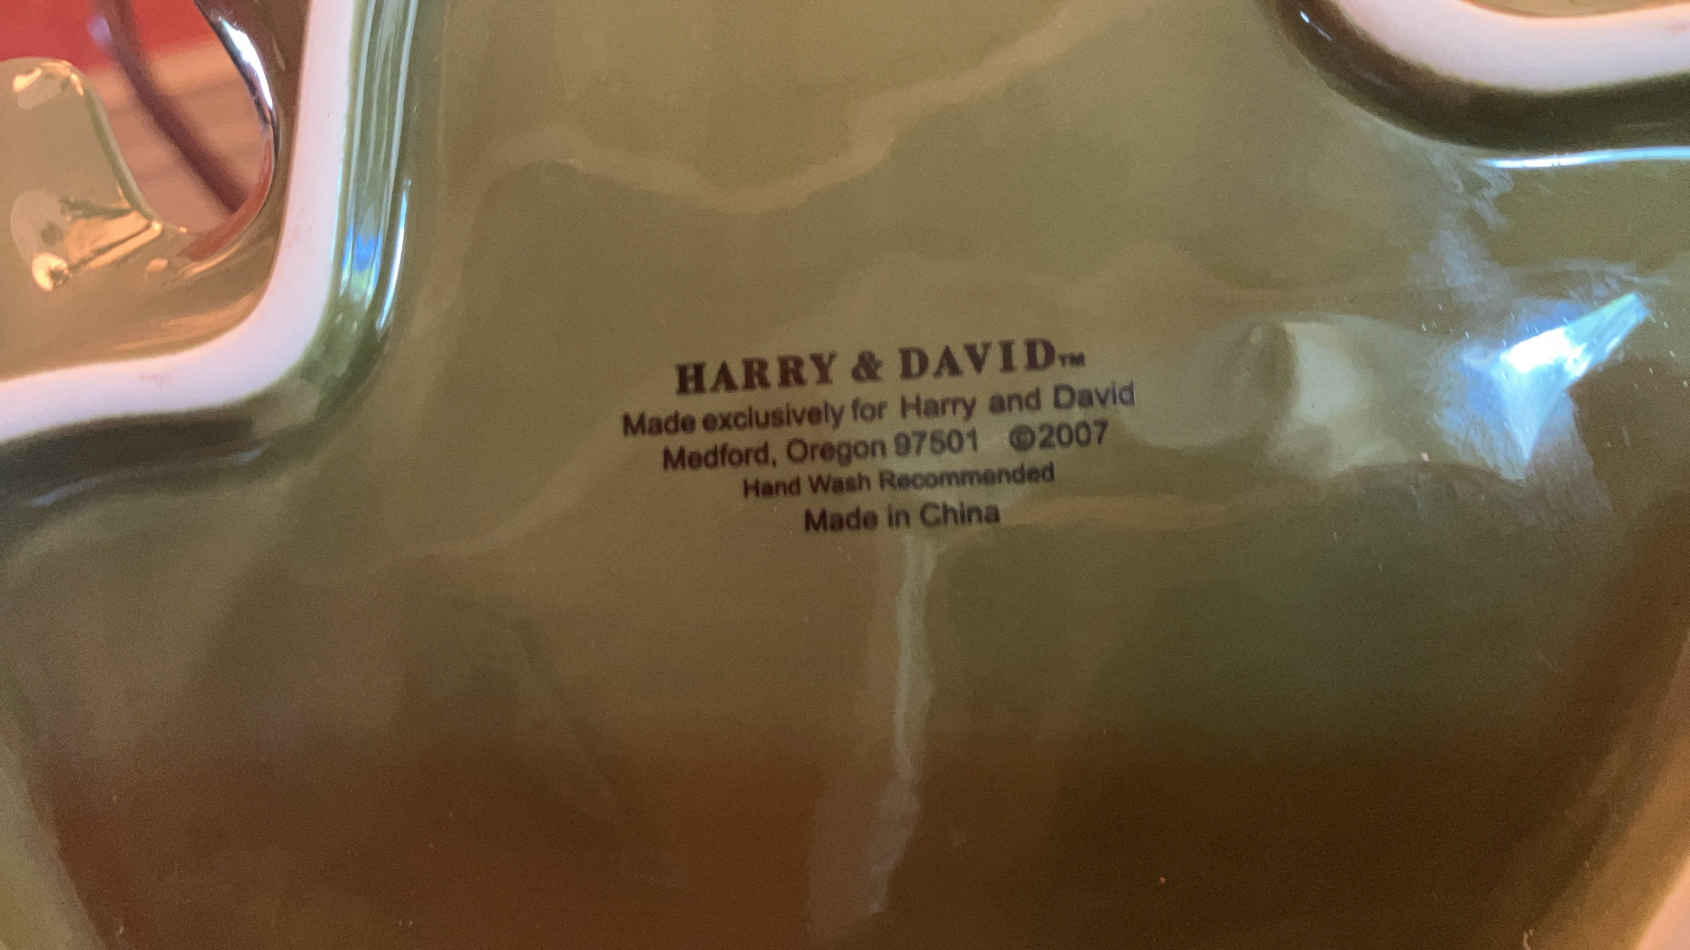 HARRY & DAVID™
Made exclusively for Harry and David
Medford, Oregon 97501 ©2007
Hand Wash Recommended
Made in China